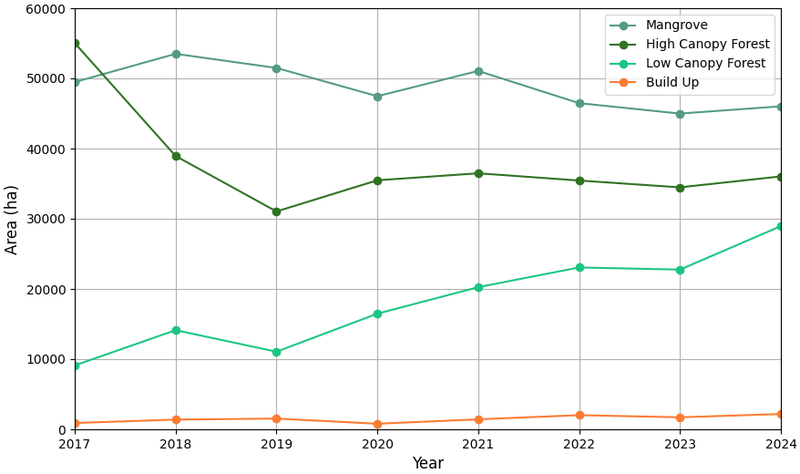 60000
50000
40000
30000
20000
10000
0
Area (ha)
Mangrove
High Canopy Forest
Low Canopy Forest
Build Up
2017 2018 2019 2020 2021 2022 2023 2024
Year